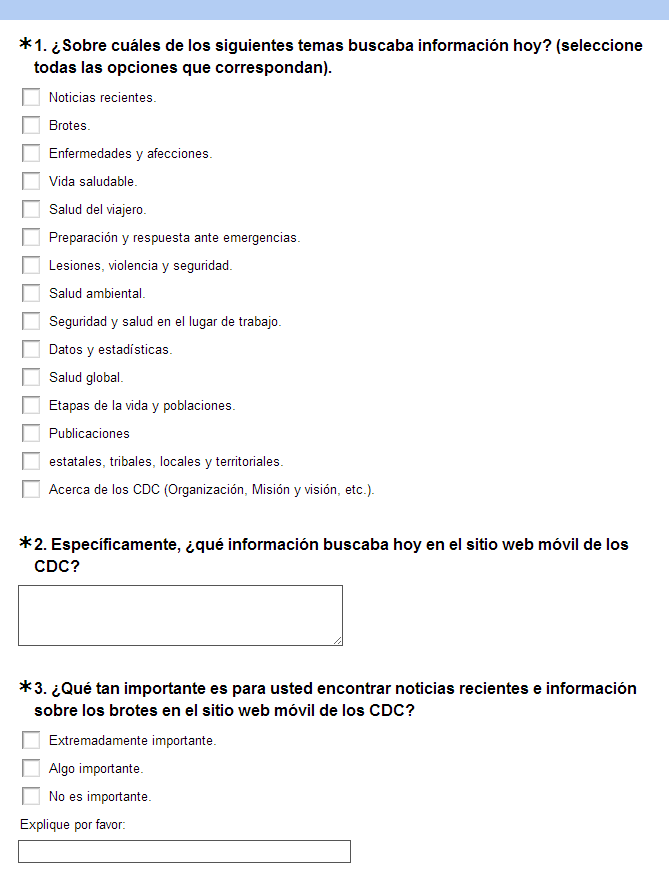 *1. ¿Sobre cuáles de los siguientes temas buscaba información hoy? (seleccione
todas las opciones que correspondan).
Noticias recientes.
Brotes.
Enfermedades y afecciones.
Vida saludable.
Salud del viajero.
Preparación y respuesta ante emergencias.
Lesiones, violencia y seguridad.
Salud ambiental.
Seguridad y salud en el lugar de trabajo.
Datos y estadísticas.
Salud global.
Etapas de la vida y poblaciones.
Publicaciones
estatales, tribales, locales y territoriales.
Acerca de los CDC (Organización, Misión y visión, etc.).
*2. Específicamente, ¿qué información buscaba hoy en el sitio web móvil de los
CDC?
*3. ¿Qué tan importante es para usted encontrar noticias recientes e información
sobre los brotes en el sitio web móvil de los CDC?
Extremadamente importante.
Algo importante.
No es importante.
Explique por favor: